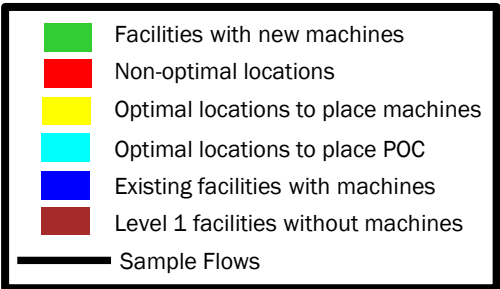 Facilities with new machines
Non-optimal locations
Optimal locations to place machines
Optimal locations to place POC
Existing facilities with machines
Level 1 facilities without machines
Sample Flows